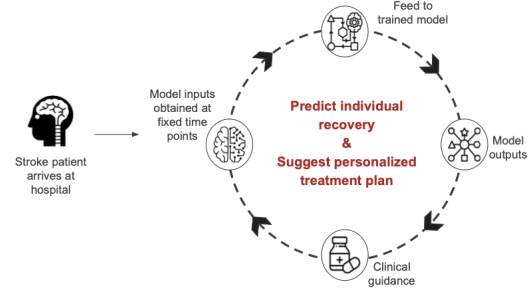 Feed to
trained model
Model inputs
obtained at
fixed time
points
Predict individual
recovery
&
Suggest personalized
treatment plan
Model
outputs
Stroke patient
arrives at
hospital
Clinical
guidance